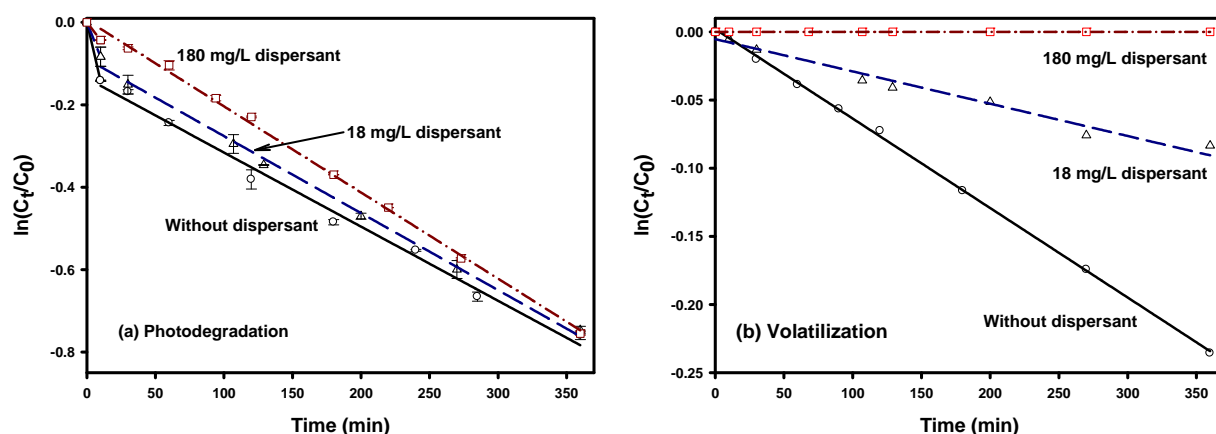 0.0
-0.2
-0.4
-0.6
-0.8
ln(Ct/C0)
180 mg/L dispersant
18 mg/L dispersant
Without dispersant
(a) Photodegradation
0 50 100 150 200 250 300 350
Time (min)
0.00
-0.05
-0.10
-0.15
-0.20
-0.25
ln(Ct/C0)
180 mg/L dispersant
18 mg/L dispersant
Without dispersant
(b) Volatilization
0 50 100 150 200 250 300 350
Time (min)